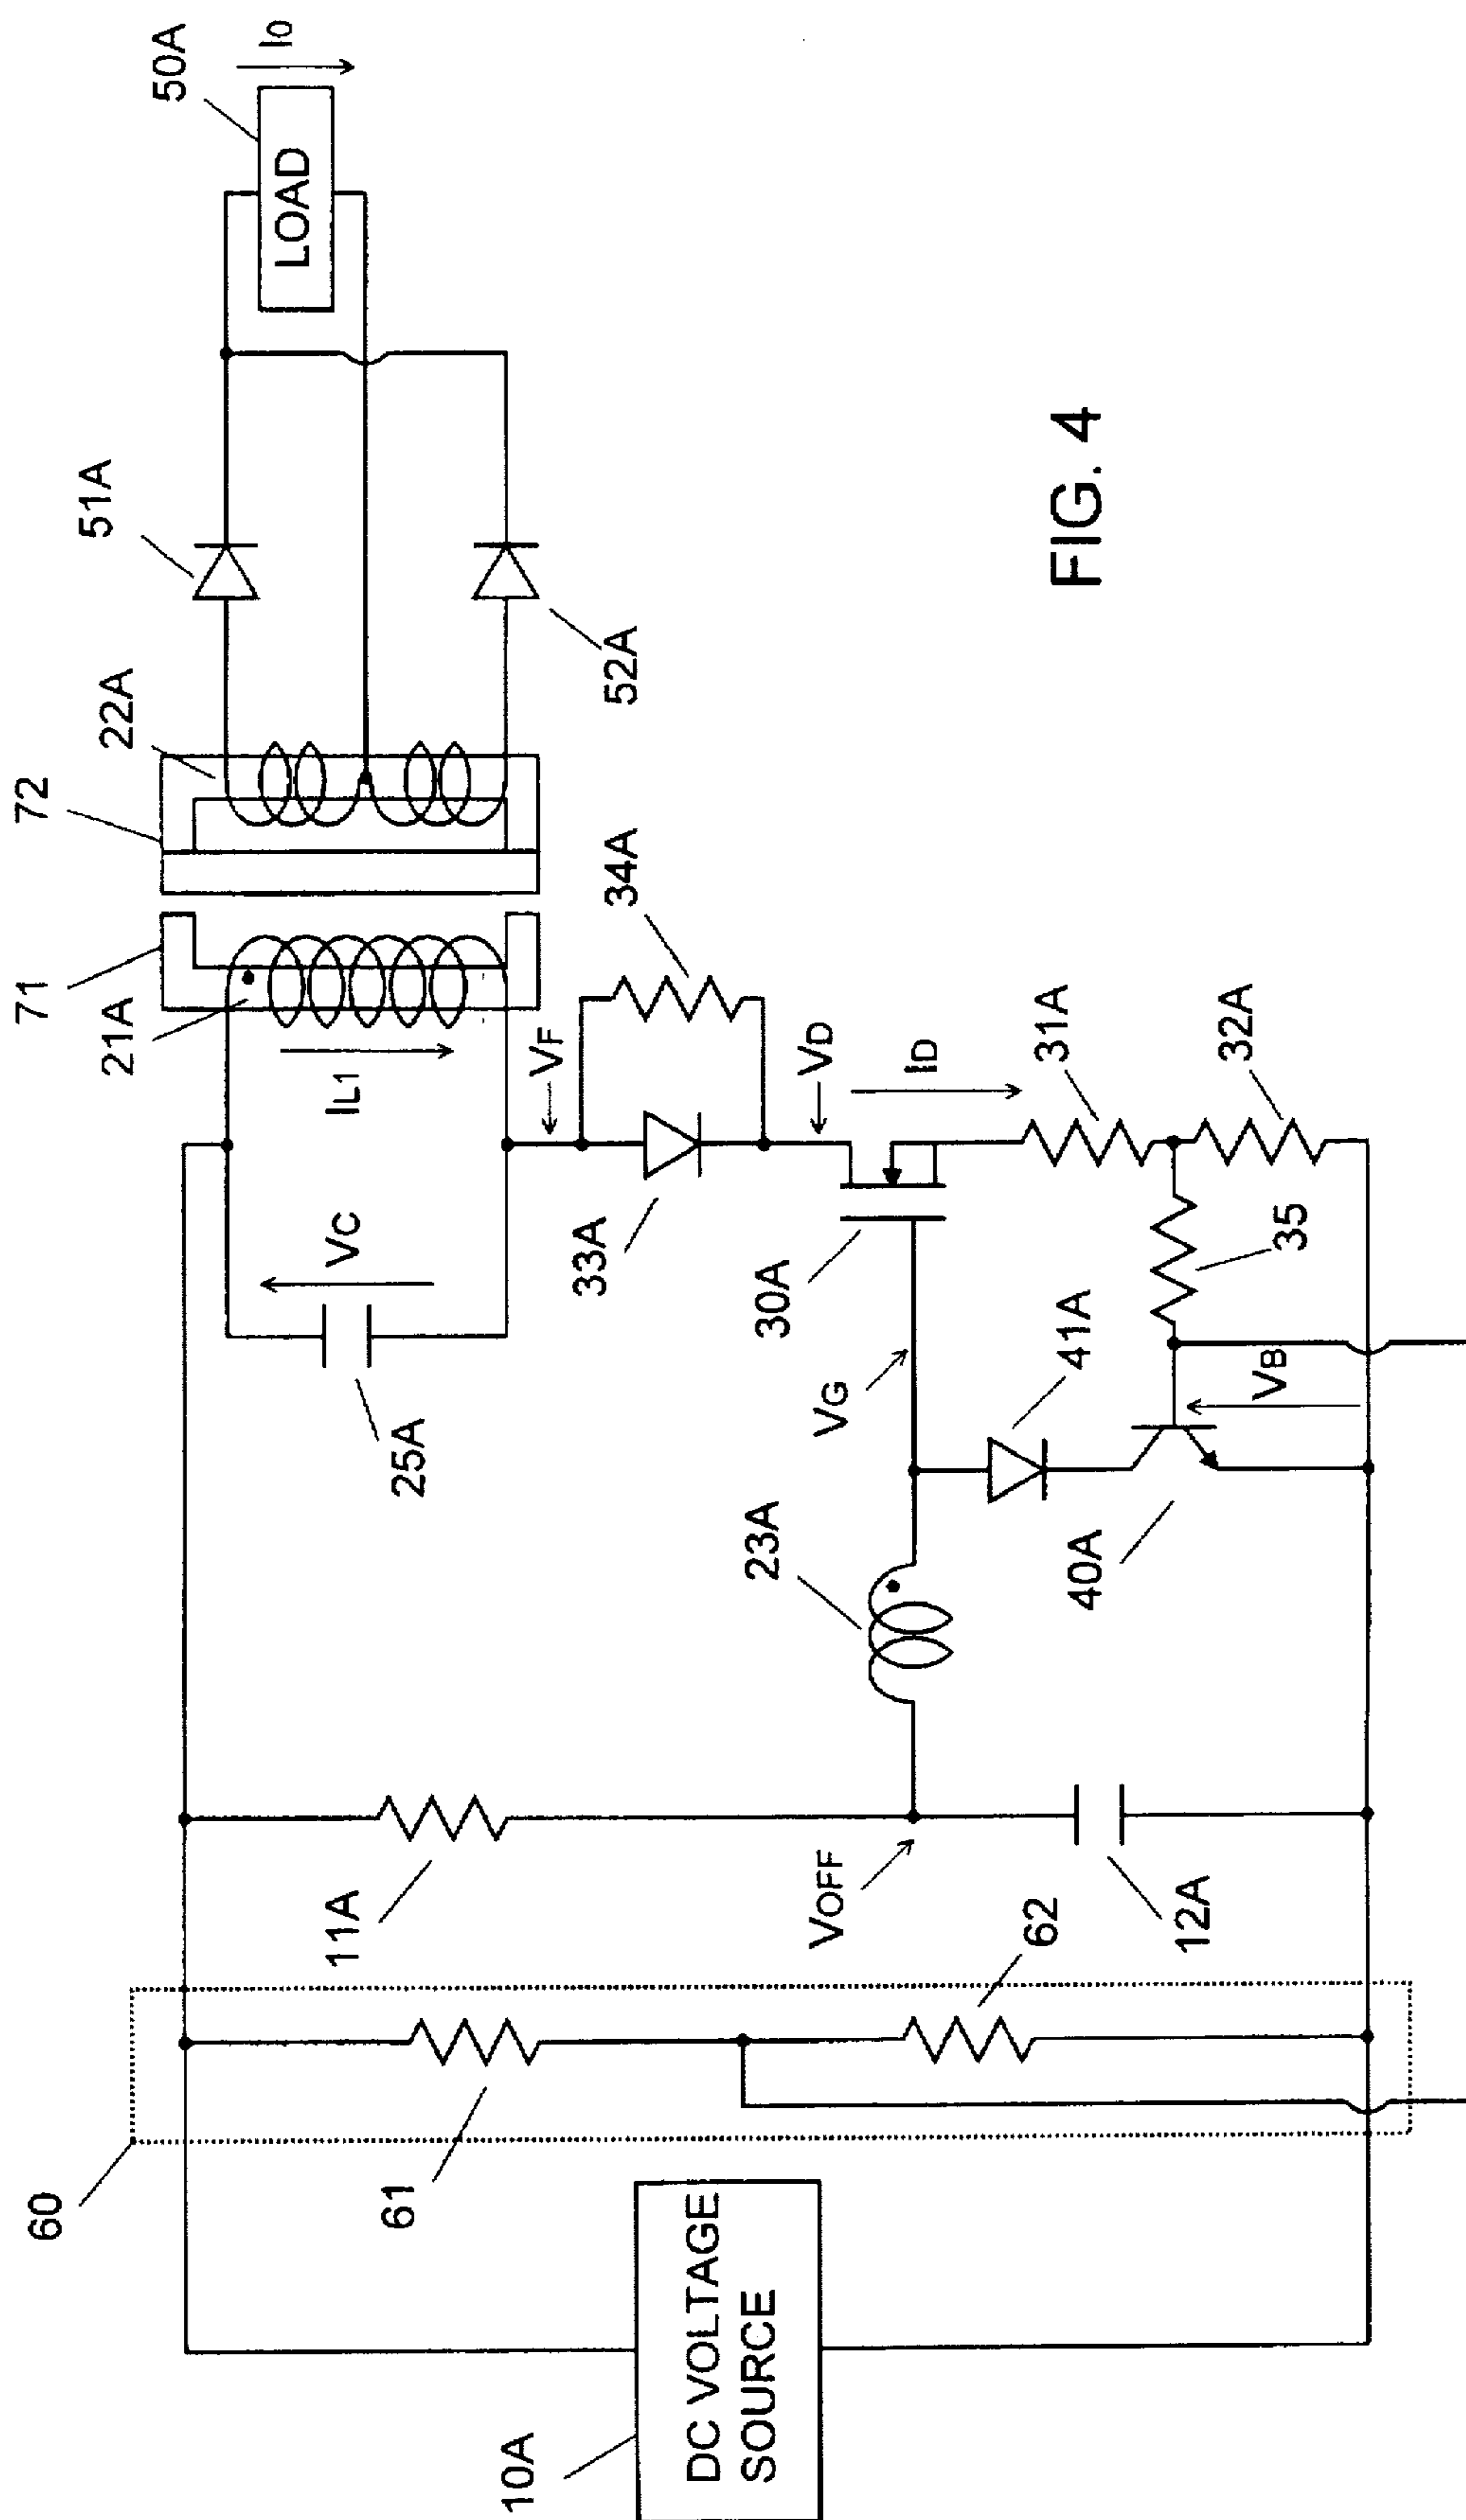 72
71
22A
21A
51A
50A
LOAD
IO
IL1
VC
25A
52A
34A
VF
33A
VD
ID
30A
31A
32A
35
VG
41A
VB
40A
23A
11A
VOFF
12A
62
60
61
10A
DC VOLTAGE
SOURCE
FIG. 4